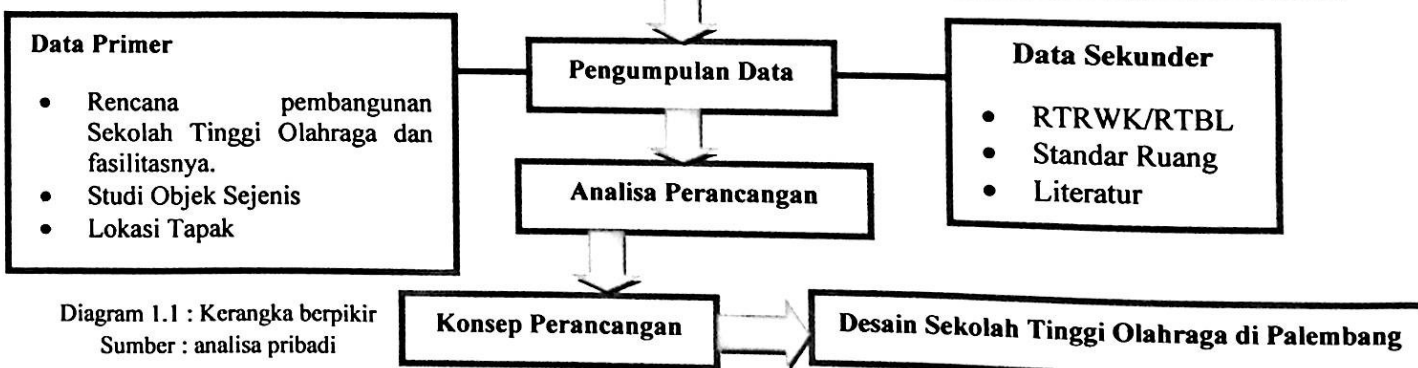 Data Primer
• Rencana pembangunan
Sekolah Tinggi Olahraga dan
fasilitasnya.
• Studi Objek Sejenis
• Lokasi Tapak
Pengumpulan Data
Data Sekunder
• RTRWK/RTBL
• Standar Ruang
• Literatur
Analisa Perancangan
Diagram 1.1 : Kerangka berpikir
Sumber : analisa pribadi
Konsep Perancangan
Desain Sekolah Tinggi Olahraga di Palembang